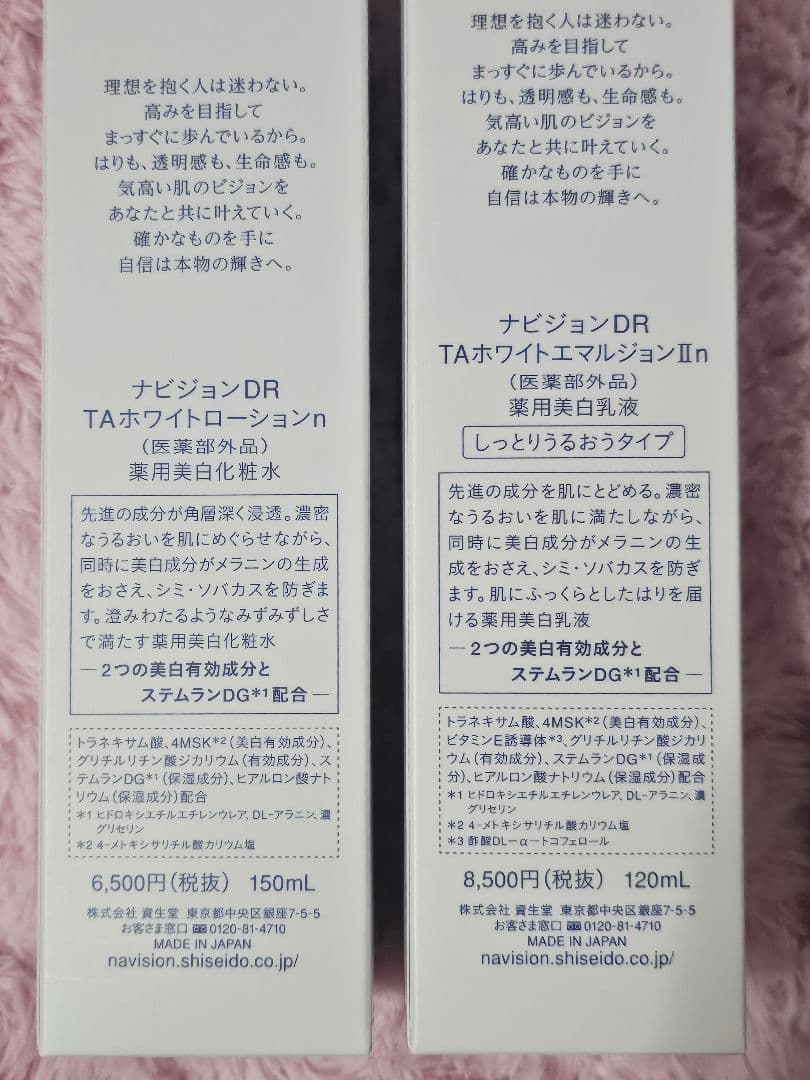 理想を抱く人は迷わない。
高みを目指して
まっすぐに歩んでいるから。
はりも、透明感も、生命感も。
気高い肌のビジョンを
あなたと共に叶えていく。
確かなものを手に
自信は本物の輝きへ。
ナビジョンDR
TAホワイトローションn
（医薬部外品）
薬用美白化粧水
先進の成分が角層深く浸透。濃密
なうるおいを肌にめぐらせながら、
同時に美白成分がメラニンの生成
をおさえ、シミ・ソバカスを防ぎま
す。澄みわたるようなみずみずしさ
で満たす薬用美白化粧水
―2つの美白有効成分と
ステムランDG*1配合―
トラネキサム酸、4MSK*2（美白有効成分）、
グリチルリチン酸ジカリウム（有効成分）、ス
テムランDG*1（保湿成分）、ヒアルロン酸ナト
リウム（保湿成分）配合
*1 ヒドロキシエチルエチレンウレア、DL-アラニン、濃
グリセリン
*2 4-メトキシサリチル酸カリウム塩
6,500円（税抜） 150mL
株式会社 資生堂 東京都中央区銀座7-5-5
お客さま窓口 0120-81-4710
MADE IN JAPAN
navision.shiseido.co.jp/
理想を抱く人は迷わない。
高みを目指して
まっすぐに歩んでいるから。
はりも、透明感も、生命感も。
気高い肌のビジョンを
あなたと共に叶えていく。
確かなものを手に
自信は本物の輝きへ。
ナビジョンDR
TAホワイトエマルジョンⅡn
（医薬部外品）
薬用美白乳液
しっとりうるおうタイプ
先進の成分を肌にとどめる。濃密
なうるおいを肌に満たしながら、
同時に美白成分がメラニンの生
成をおさえ、シミ・ソバカスを防ぎ
ます。肌にふっくらとしたはりを届
ける薬用美白乳液
―2つの美白有効成分と
ステムランDG*1配合―
トラネキサム酸、4MSK*2（美白有効成分）、
ビタミンE誘導体*3、グリチルリチン酸ジカリ
ウム（有効成分）、ステムランDG*1（保湿成
分）、ヒアルロン酸ナトリウム（保湿成分）配合
*1 ヒドロキシエチルエチレンウレア、DL-アラニン、濃
グリセリン
*2 4-メトキシサリチル酸カリウム塩
*3 酢酸DL-α-トコフェロール
8,500円（税抜） 120mL
株式会社 資生堂 東京都中央区銀座7-5-5
お客さま窓口 0120-81-4710
MADE IN JAPAN
navision.shiseido.co.jp/